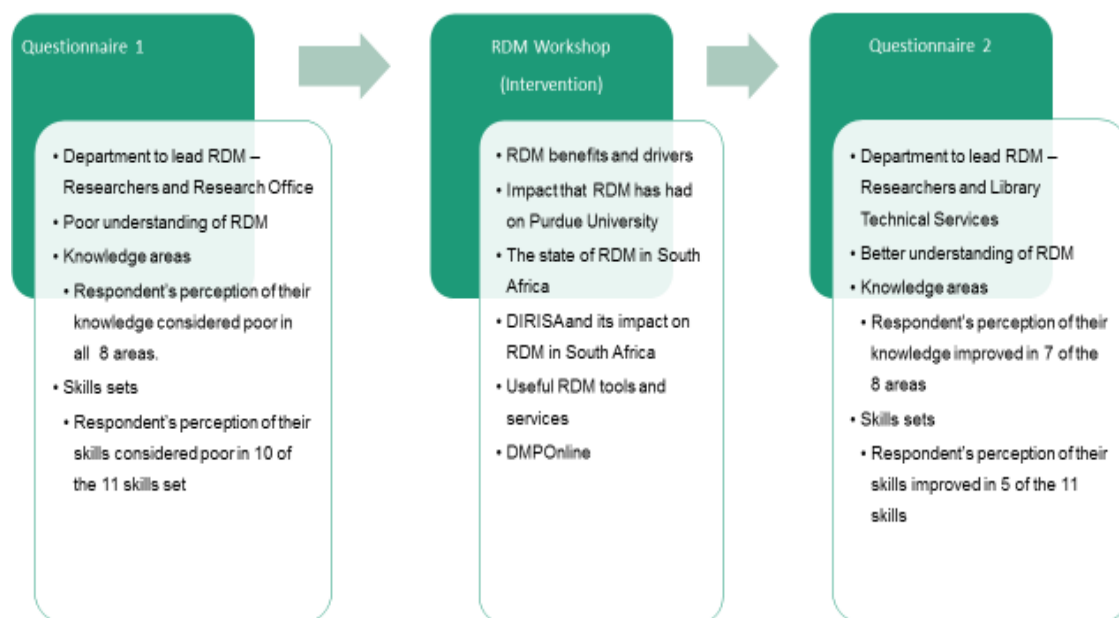 Questionnaire 1
• Department to lead RDM –
Researchers and Research Office
• Poor understanding of RDM
• Knowledge areas
• Respondent's perception of their
knowledge considered poor in
all 8 areas.
• Skills sets
• Respondent's perception of their
skills considered poor in 10 of
the 11 skills set
RDM Workshop
(Intervention)
• RDM benefits and drivers
• Impact that RDM has had
on Purdue University
• The state of RDM in South
Africa
• DIRISA and its impact on
RDM in South Africa
• Useful RDM tools and
services
• DMPOnline
Questionnaire 2
• Department to lead RDM –
Researchers and Library
Technical Services
• Better understanding of RDM
• Knowledge areas
• Respondent's perception of their
knowledge improved in 7 of the
8 areas
• Skills sets
• Respondent's perception of their
skills improved in 5 of the 11
skills